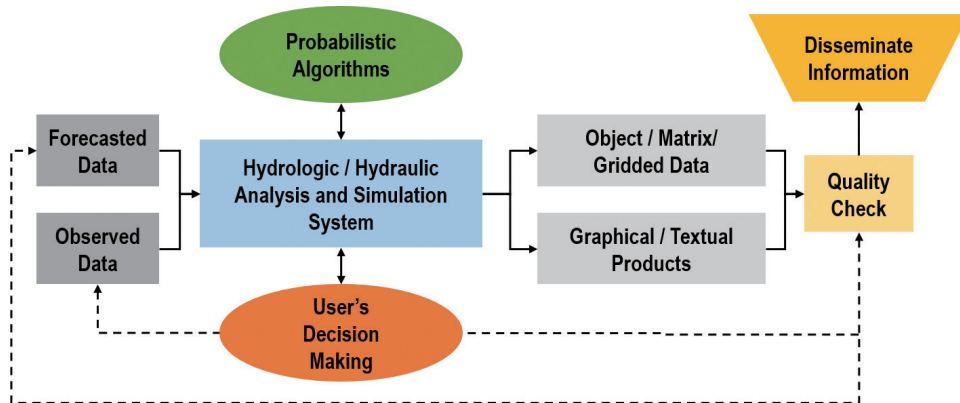 Probabilistic
Algorithms
Disseminate
Information
Forecasted
Data
Hydrologic / Hydraulic
Analysis and Simulation
System
Object / Matrix/
Gridded Data
Quality
Check
Observed
Data
Graphical / Textual
Products
User's
Decision
Making